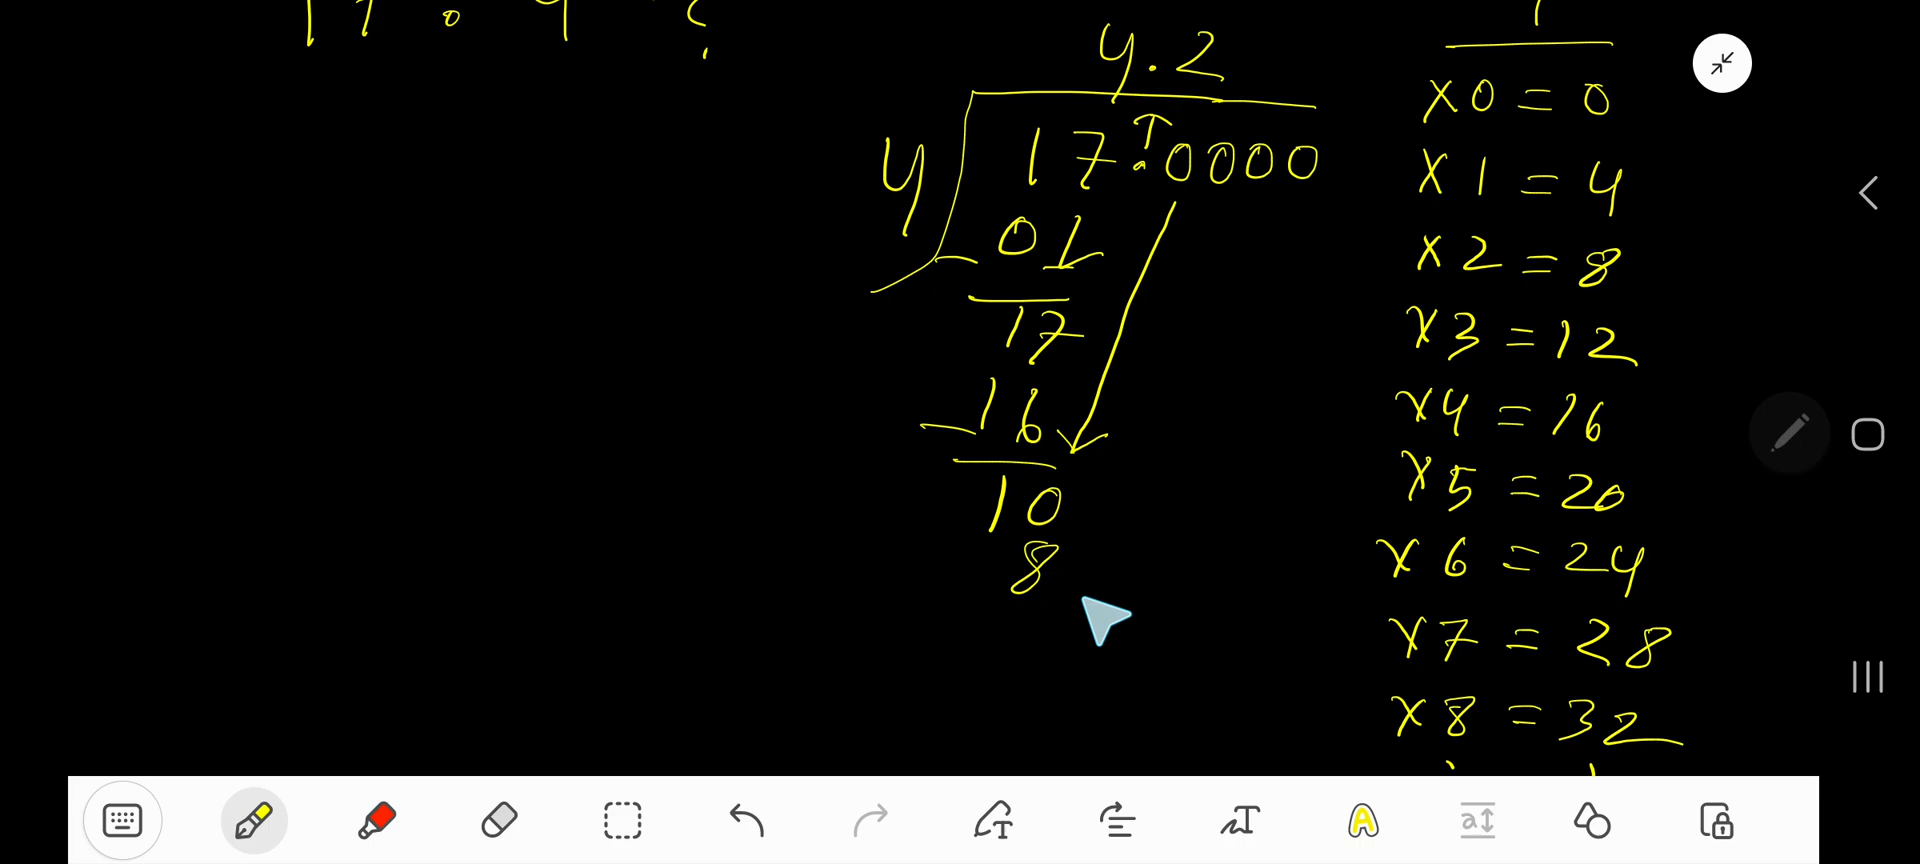 4.2
4 17.0000
01
17
- 16
10
8
x0 = 0
x1 = 4
x2 = 8
x3 = 12
x4 = 16
x5 = 20
x6 = 24
x7 = 28
x8 = 32